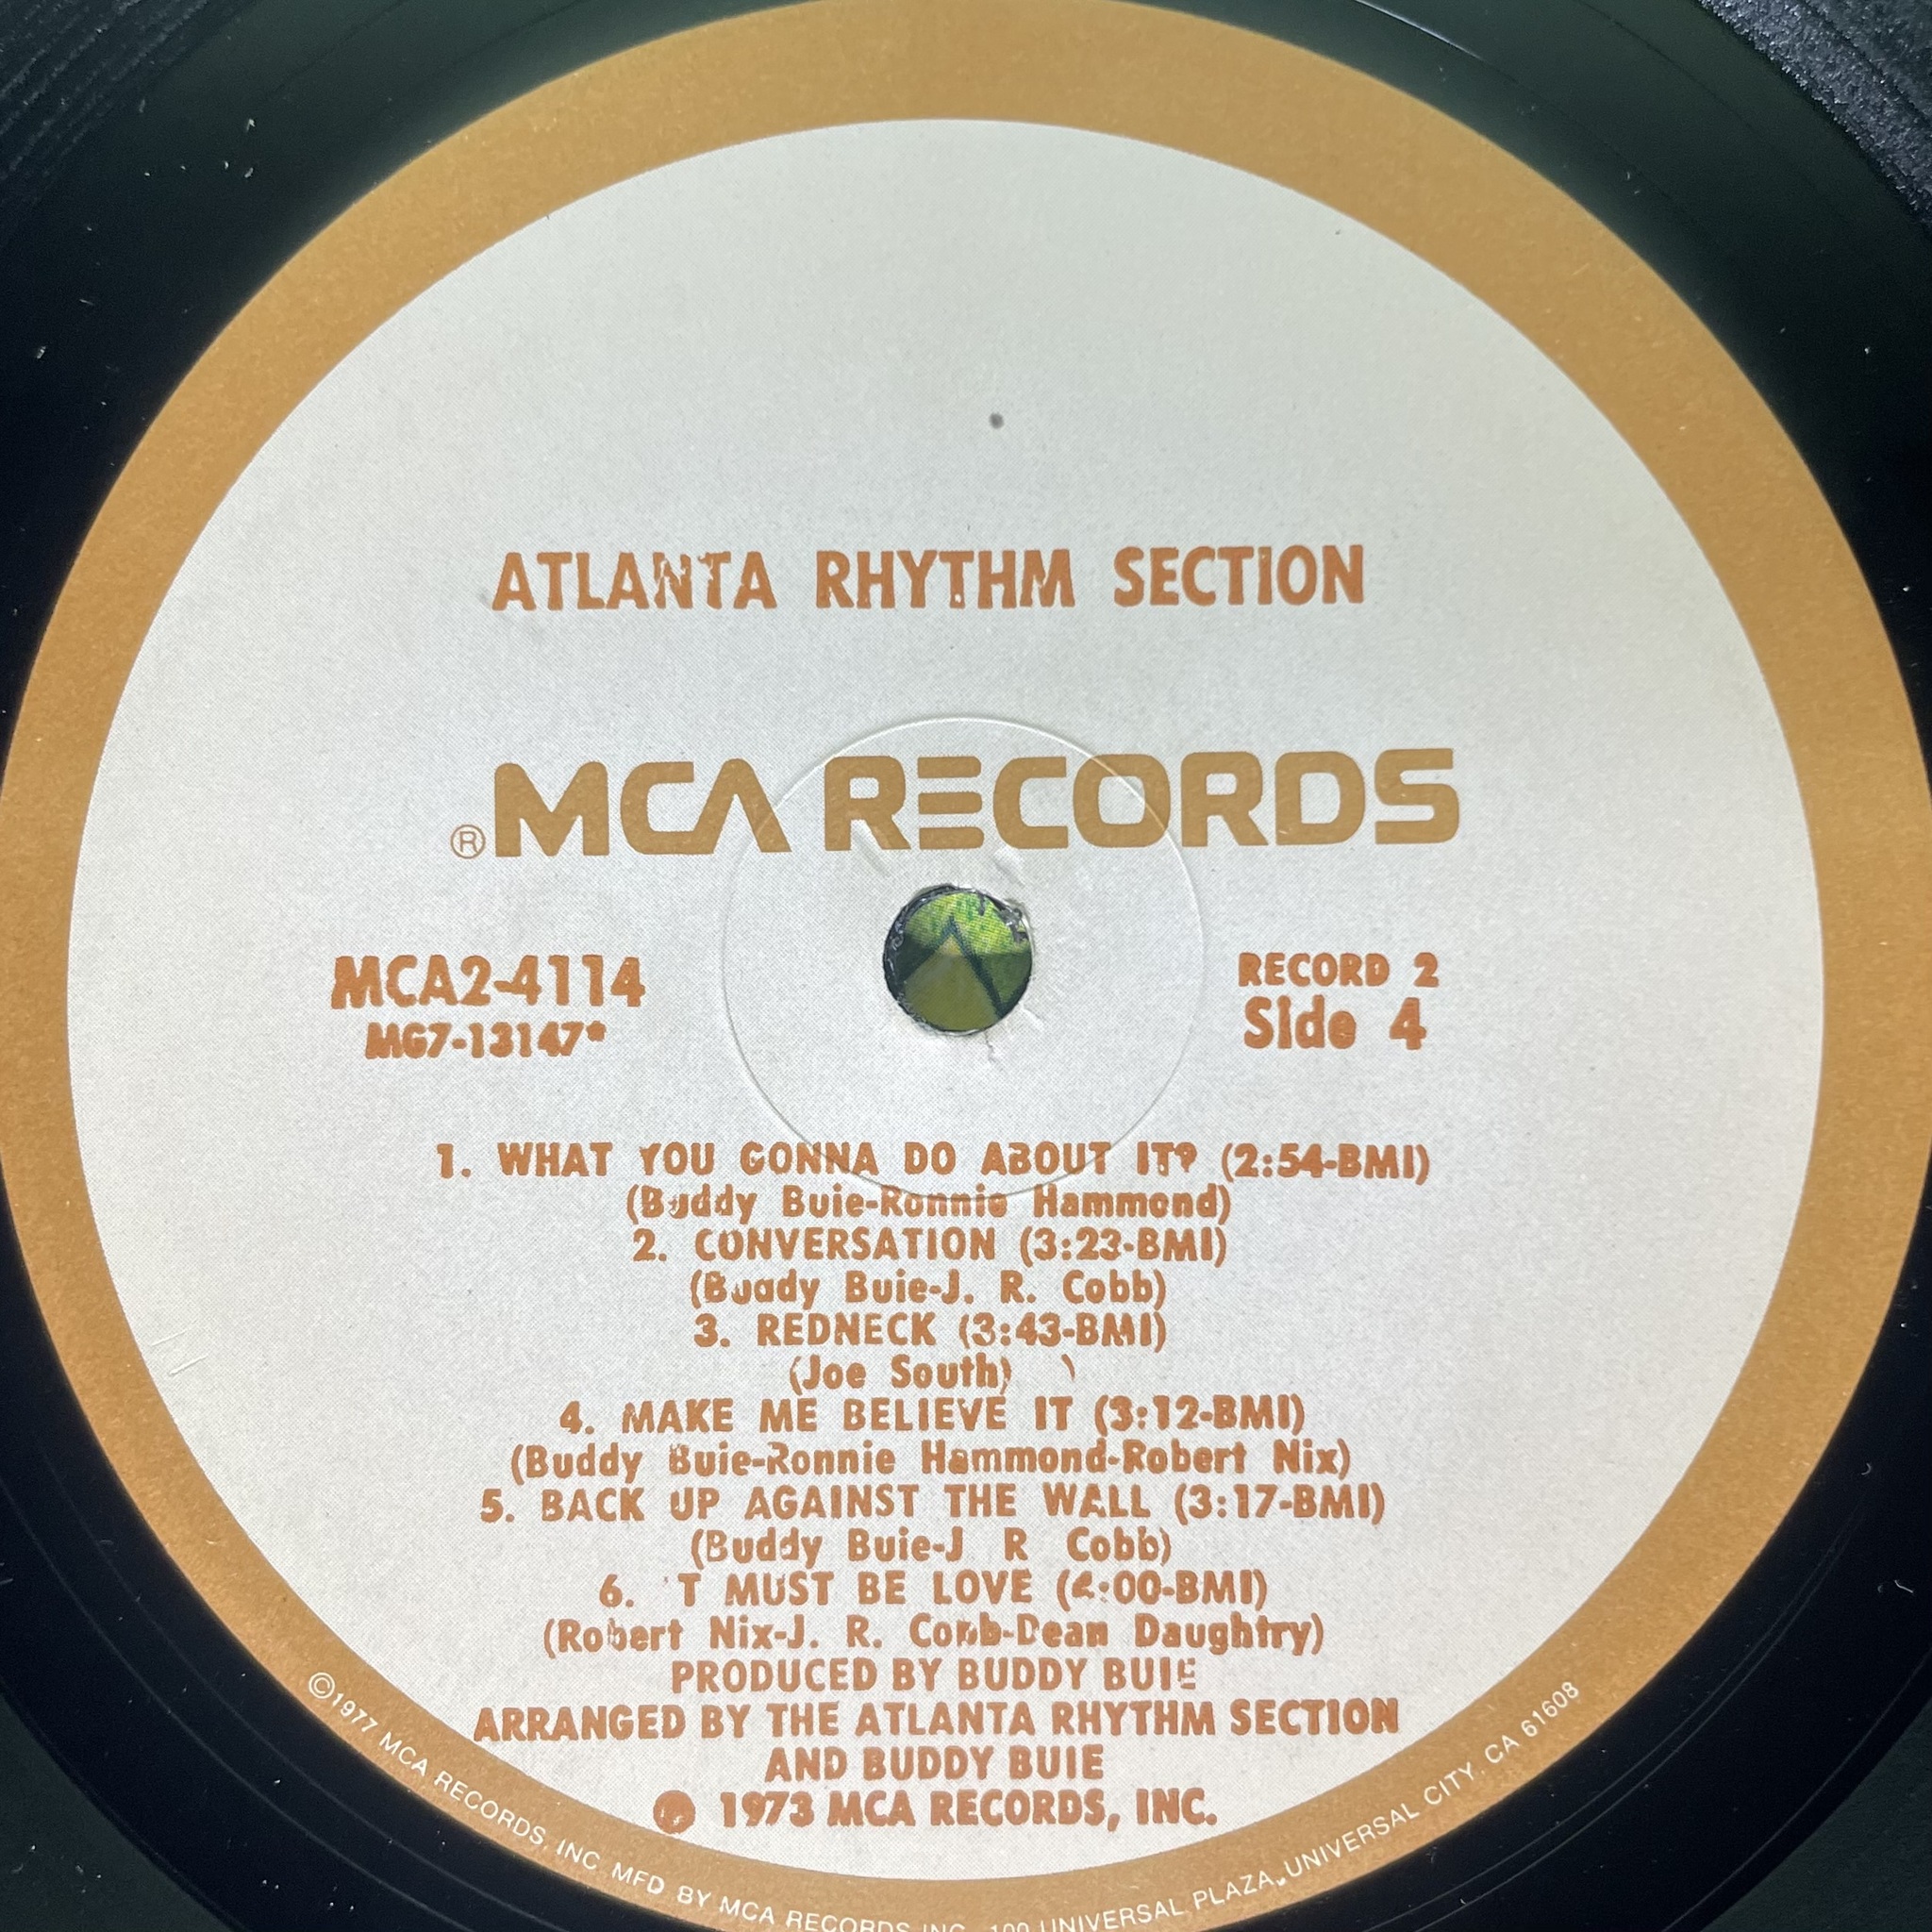 ATLANTA RHYTHM SECTION
®MCA RECORDS
MCA2-4114
MG7-13147*
RECORD 2
Side 4
1. WHAT YOU GONNA DO ABOUT IT? (2:54-BMI)
(Buddy Buie-Ronnie Hammond)
2. CONVERSATION (3:23-BMI)
(Buddy Buie-J. R. Cobb)
3. REDNECK (3:43-BMI)
(Joe South) )
4. MAKE ME BELIEVE IT (3:12-BMI)
(Buddy Buie-Ronnie Hammond-Robert Nix)
5. BACK UP AGAINST THE WALL (3:17-BMI)
(Buddy Buie-J R Cobb)
6. 'T MUST BE LOVE (4:00-BMI)
(Robert Nix-J. R. Cobb-Dean Daughtry)
PRODUCED BY BUDDY BUIE
ARRANGED BY THE ATLANTA RHYTHM SECTION
AND BUDDY BUIE
℗ 1973 MCA RECORDS, INC.
©1977 MCA RECORDS, INC. MFD BY MCA RECORDS INC., 100 UNIVERSAL PLAZA, UNIVERSAL CITY, CA 61608